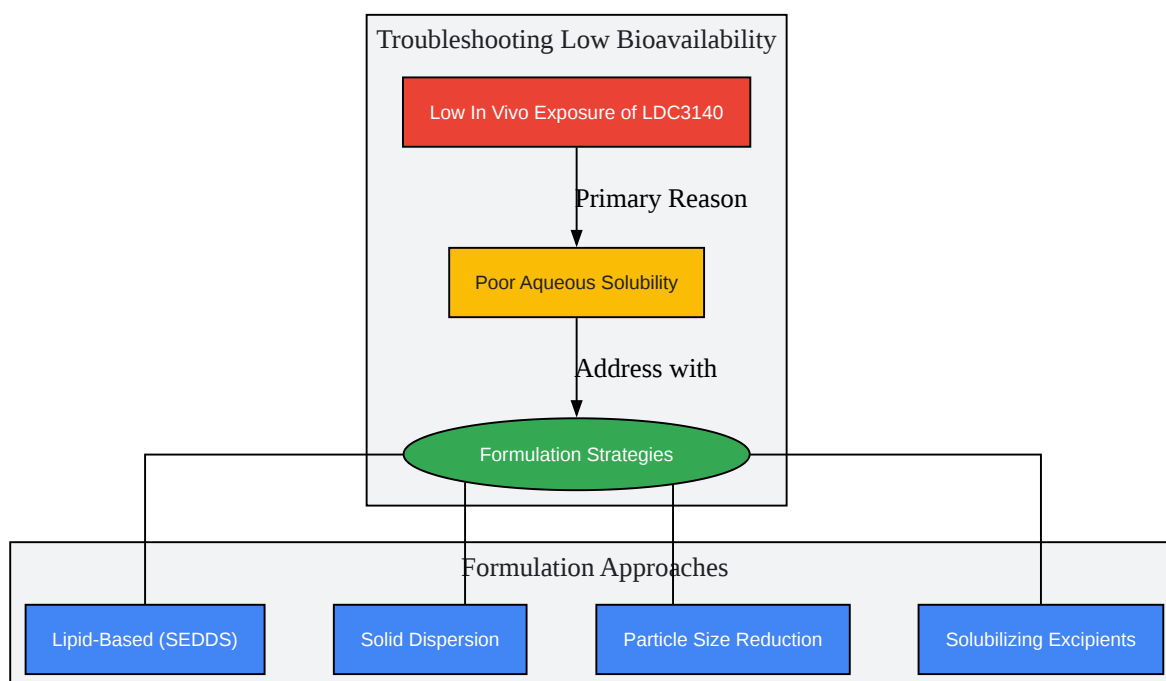 Troubleshooting Low Bioavailability
Low In Vivo Exposure of LDC3140
Primary Reason
Poor Aqueous Solubility
Address with
Formulation Strategies
Formulation Approaches
Lipid-Based (SEDDS)
Solid Dispersion
Particle Size Reduction
Solubilizing Excipients